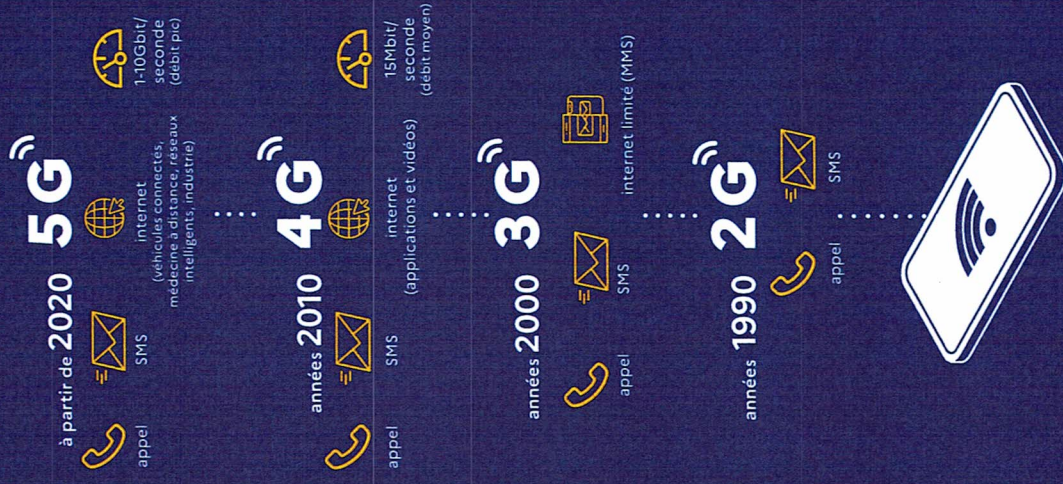 à partir de 2020 5G
appel
SMS
internet
(véhicules connectés,
médecine à distance, réseaux
intelligents, industrie)
1-10Gbit/
seconde
(débit pic)
années 2010 4G
appel
SMS
internet
(applications et vidéos)
15Mbit/
seconde
(débit moyen)
années 2000 3G
appel
SMS
internet limité (MMS)
années 1990 2G
appel
SMS